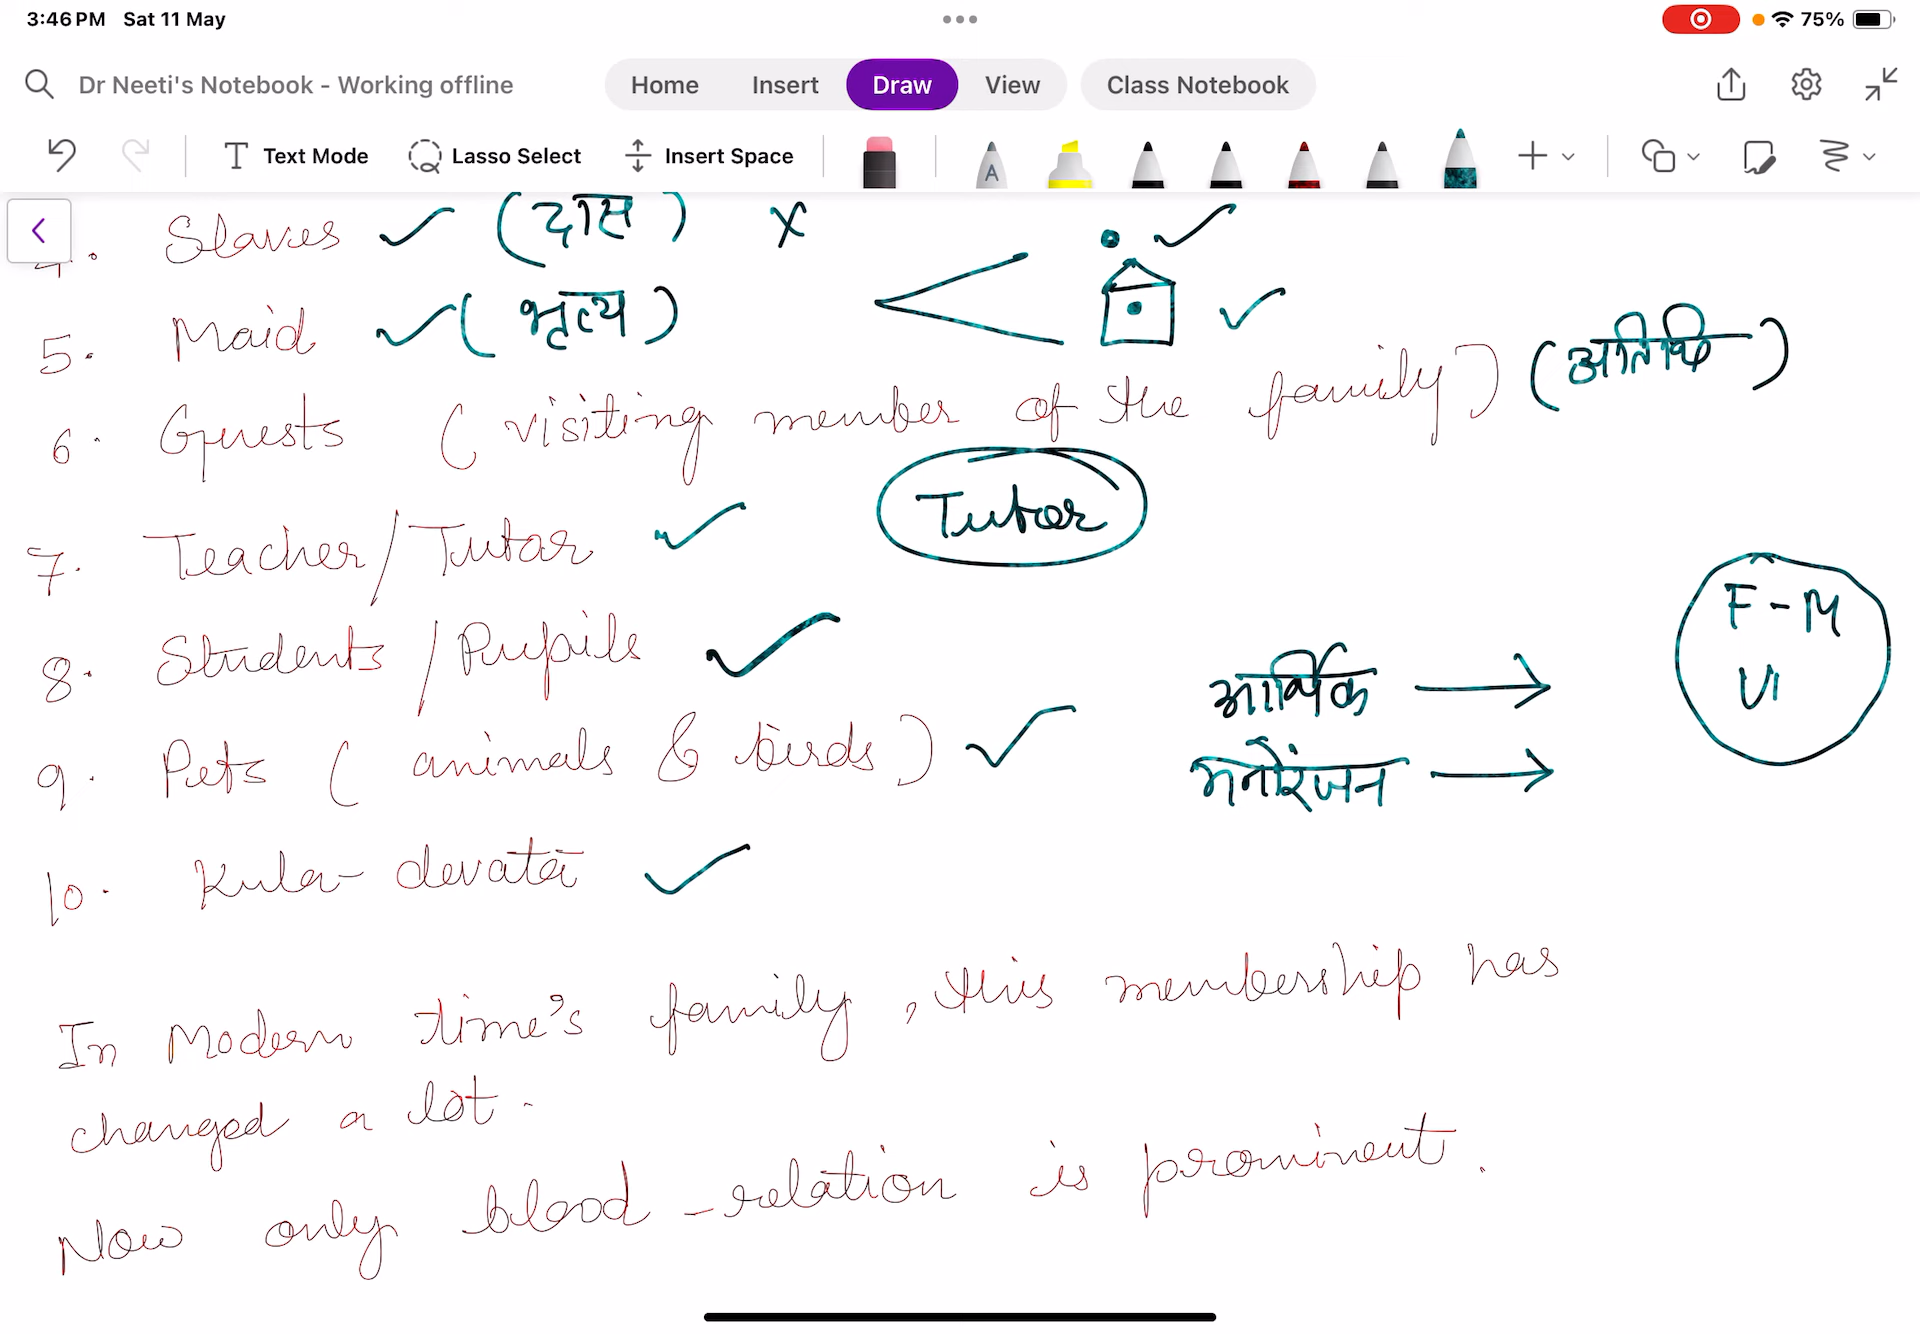 3:46 PM Sat 11 May
75%
Dr Neeti's Notebook - Working offline
Home Insert Draw View Class Notebook
Text Mode Lasso Select Insert Space
A
4. Slaves (दास) X
5. Maid (भृत्य)
6. Guests (visiting member of the family) (अतिथि)
Tutor
7. Teacher/Tutor
F-M
8. Students/Pupils
आर्थिक
VI
9. Pets (animals & birds)
मनोरंजन
10. Kula-devatā
In Modern time's family, this membership has
changed a lot.
Now only blood-relation is prominent.